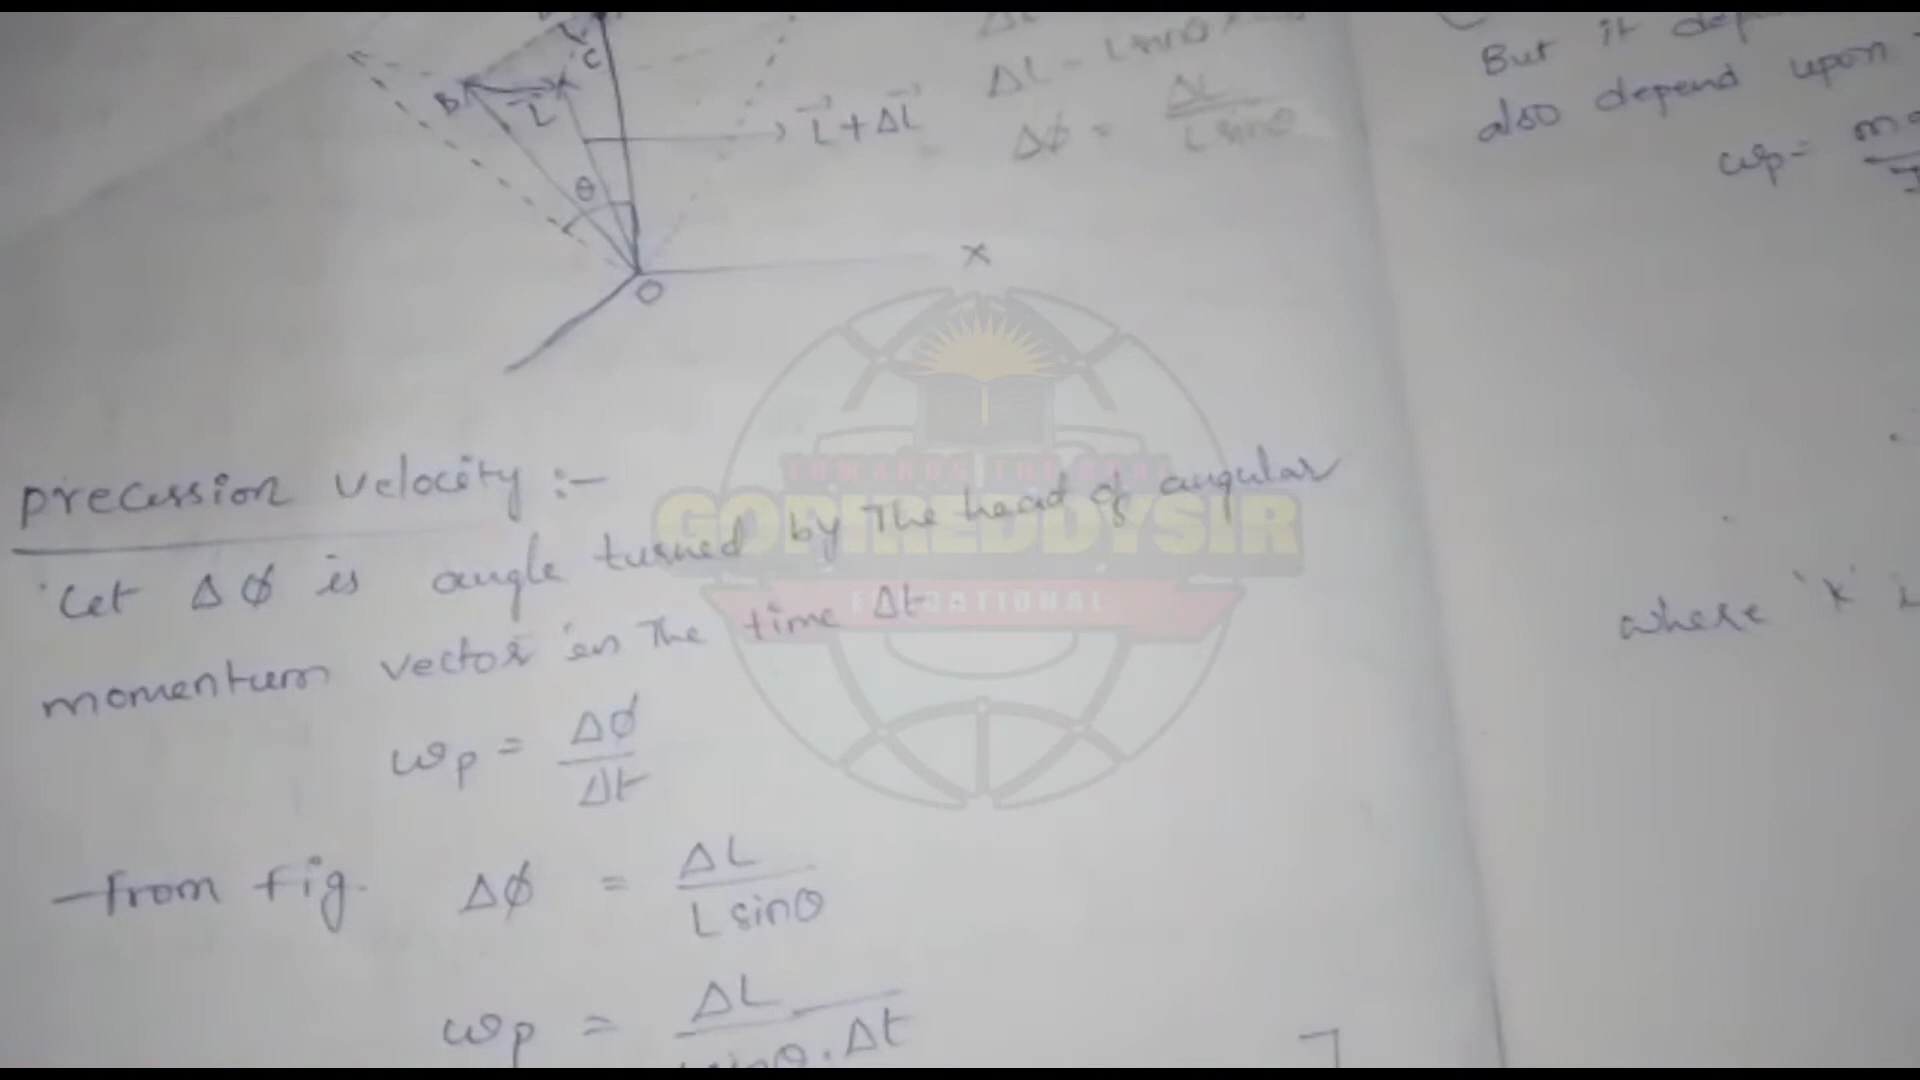 C
B
L
L + ΔL
θ
X
O
ΔL = L sinθ
Δφ = ΔL / L sinθ
precession velocity :-
Let Δφ is angle turned by The head of angular
momentum vector in The time Δt
ωp = Δφ / Δt
From fig. Δφ = ΔL / L sinθ
ωp = ΔL / sinθ . Δt
But it
also depend upon
ωp =
where 'K'
GOPIREDDYSIR
EDUCATIONAL